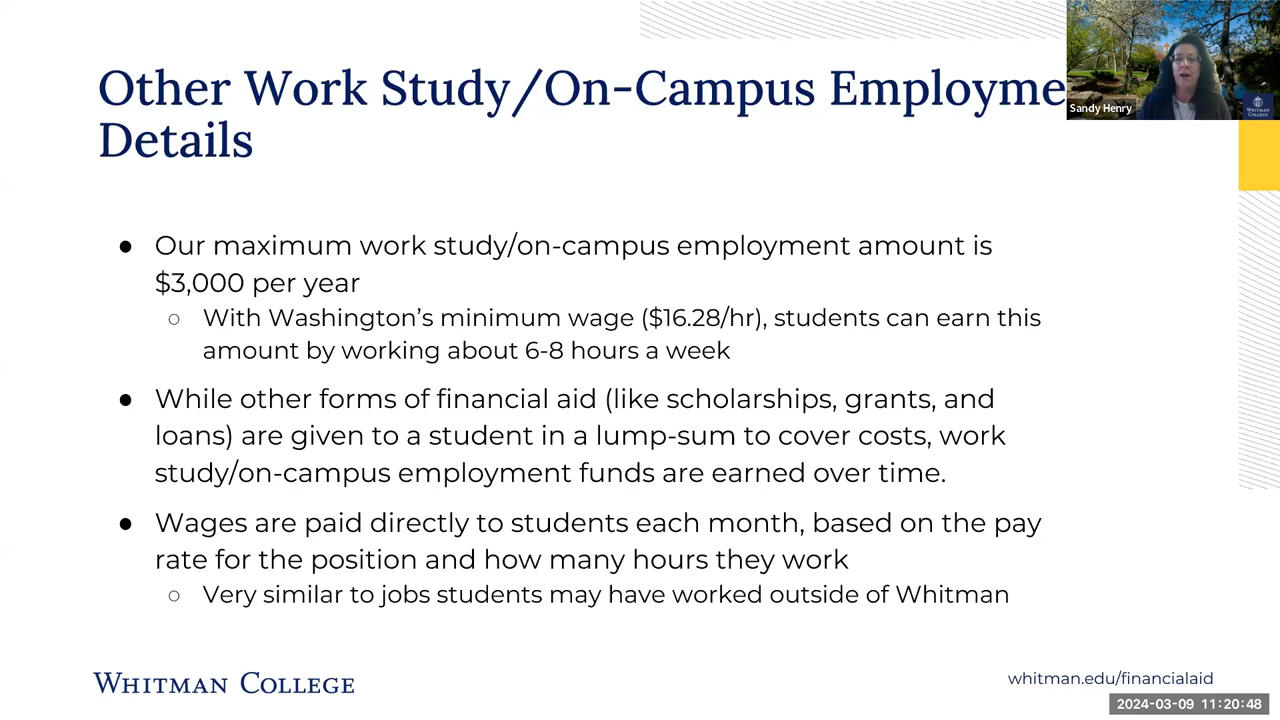 Other Work Study/On-Campus Employme
Details
Sandy Henry
WHITMAN
COLLEGE
● Our maximum work study/on-campus employment amount is
$3,000 per year
○ With Washington’s minimum wage ($16.28/hr), students can earn this
amount by working about 6-8 hours a week
● While other forms of financial aid (like scholarships, grants, and
loans) are given to a student in a lump-sum to cover costs, work
study/on-campus employment funds are earned over time.
● Wages are paid directly to students each month, based on the pay
rate for the position and how many hours they work
○ Very similar to jobs students may have worked outside of Whitman
WHITMAN COLLEGE
whitman.edu/financialaid
2024-03-09 11:20:48